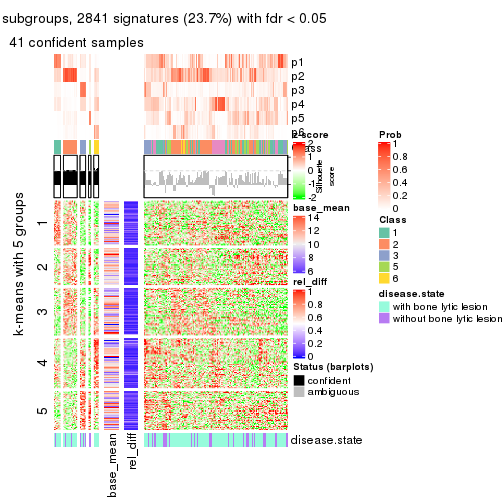 subgroups, 2841 signatures (23.7%) with fdr < 0.05
41 confident samples
p1
p2
p3
p4
p5
p6
z-score
2
1
-2
Silhouette
score
Class
base_mean
14
12
10
8
6
rel_diff
1
0.8
0.6
0.4
0.2
0
Status (barplots)
confident
ambiguous
Prob
1
0.8
0.6
0.4
0.2
0
Class
1
2
3
5
6
disease.state
with bone lytic lesion
without bone lytic lesion
k-means with 5 groups
1
2
3
4
5
disease.state
base_mean
rel_diff